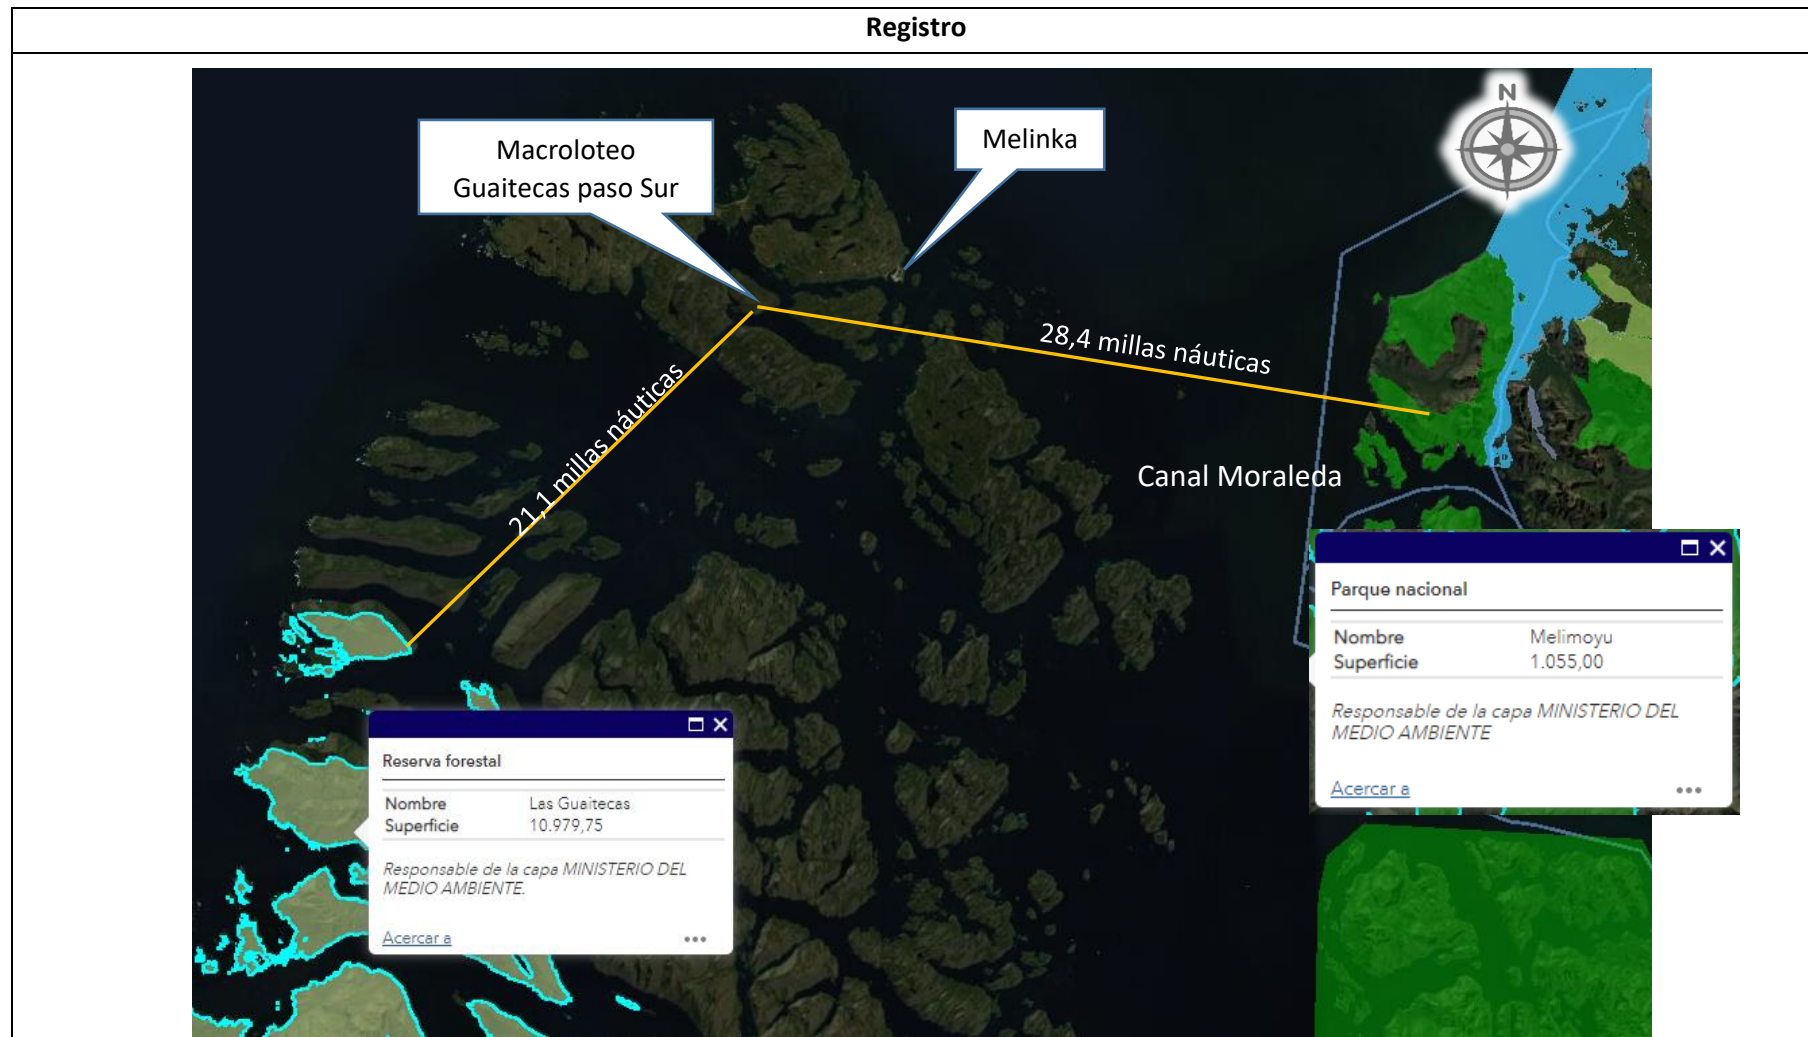 Registro
N
Macroloteo
Guaitecas paso Sur
Melinka
28,4 millas náuticas
21,1 millas náuticas
Canal Moraleda
Parque nacional
Nombre Melimoyu
Superficie 1.055,00
Responsable de la capa MINISTERIO DEL
MEDIO AMBIENTE
Acercar a
Reserva forestal
Nombre Las Guaitecas
Superficie 10.979,75
Responsable de la capa MINISTERIO DEL
MEDIO AMBIENTE.
Acercar a